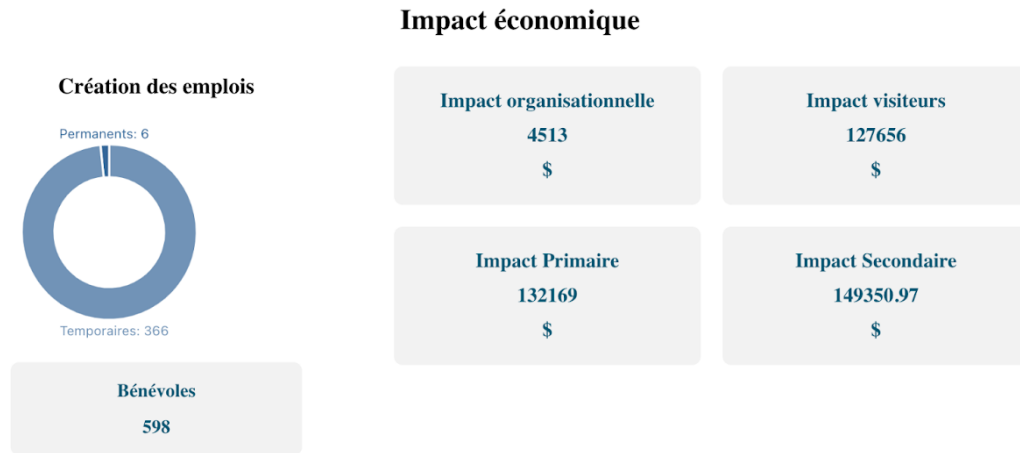 Impact économique
Création des emplois
Permanents: 6
Temporaires: 366
Bénévoles
598
Impact organisationnelle
4513
$
Impact visiteurs
127656
$
Impact Primaire
132169
$
Impact Secondaire
149350.97
$